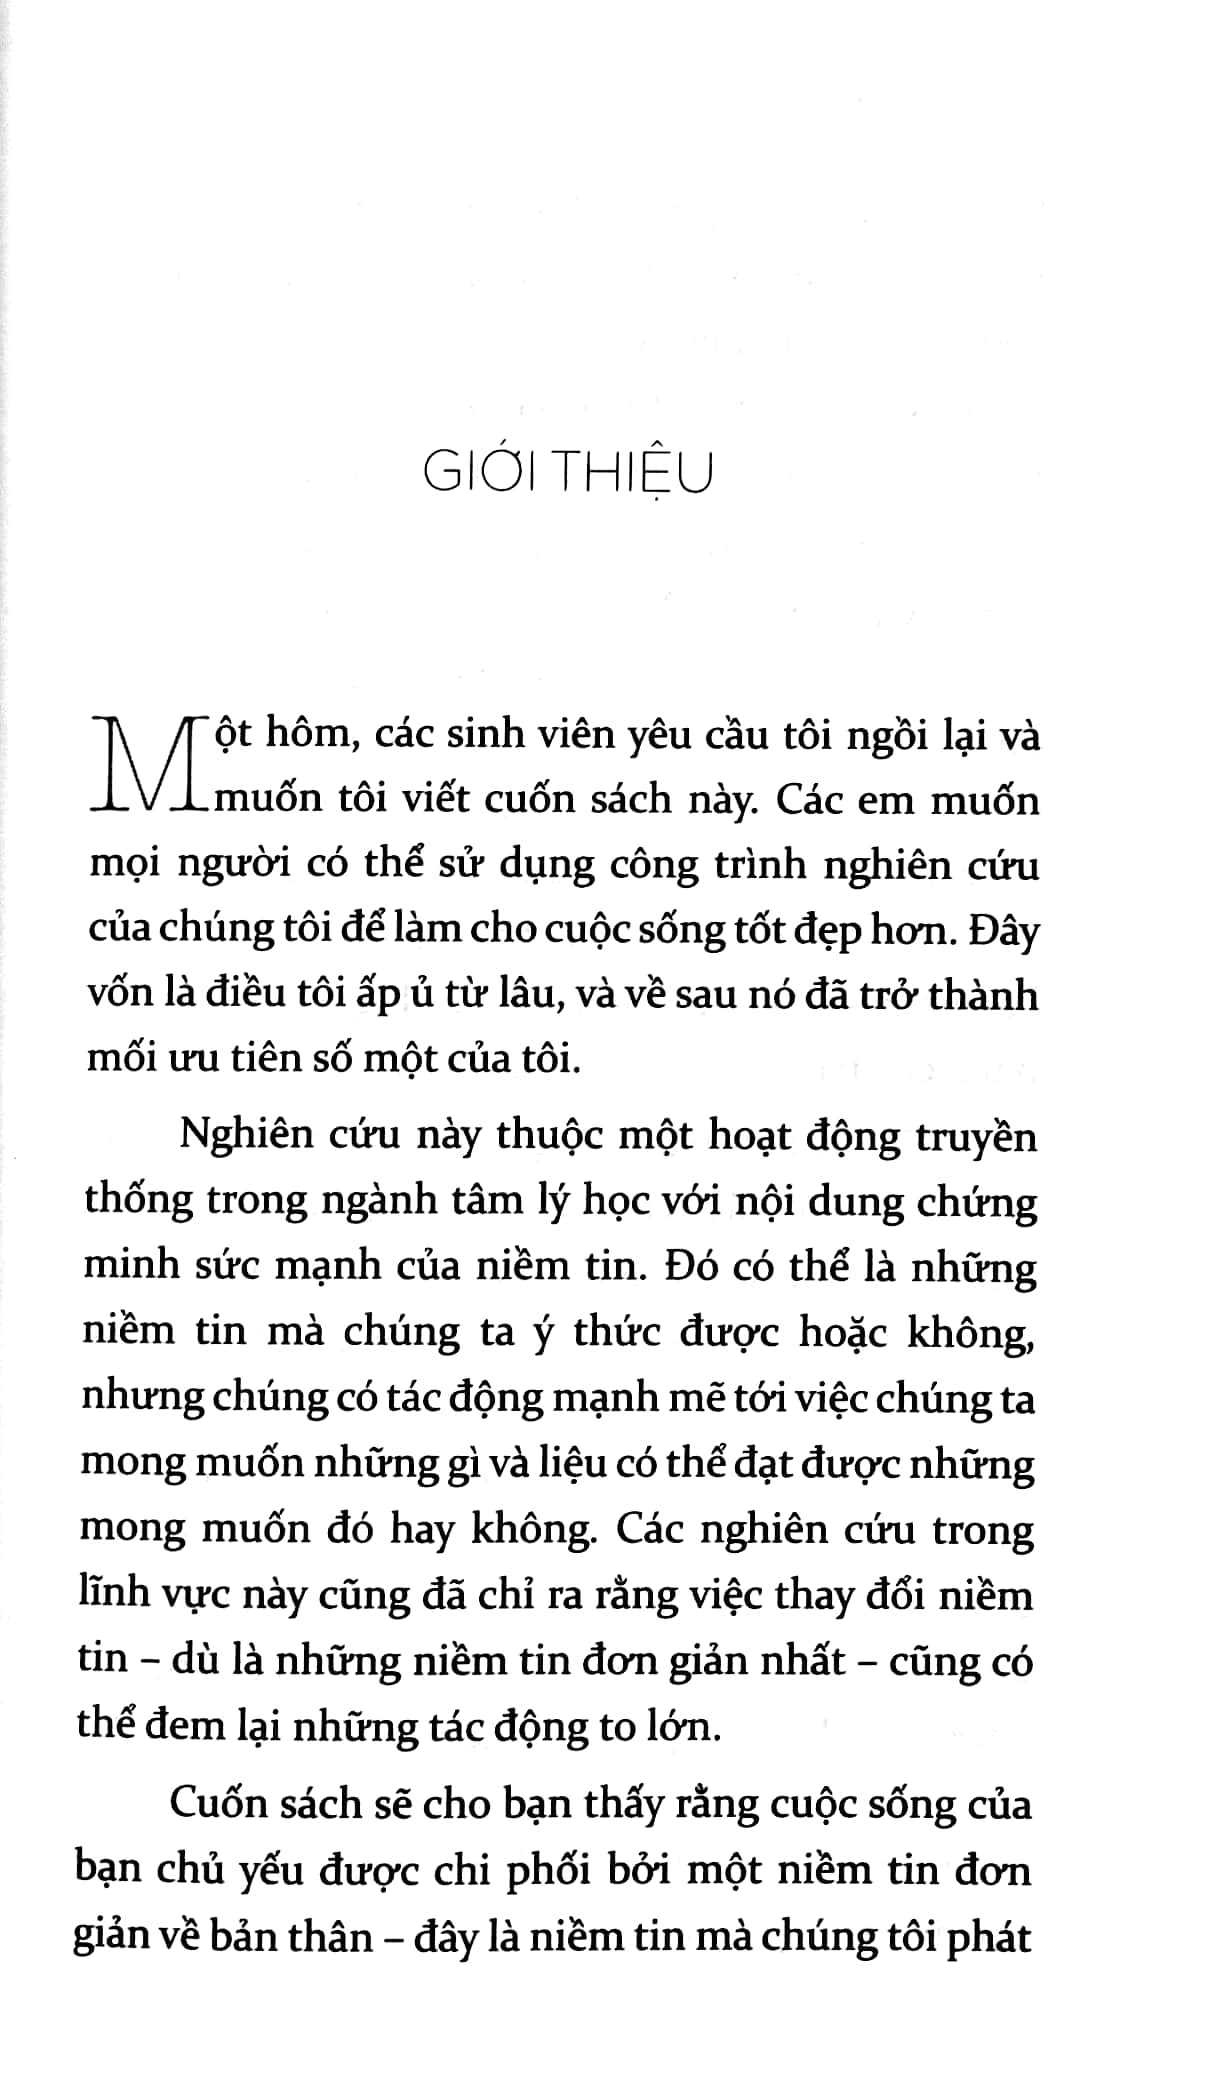 GIỚI THIỆU
Một hôm, các sinh viên yêu cầu tôi ngồi lại và
muốn tôi viết cuốn sách này. Các em muốn
mọi người có thể sử dụng công trình nghiên cứu
của chúng tôi để làm cho cuộc sống tốt đẹp hơn. Đây
vốn là điều tôi ấp ủ từ lâu, và về sau nó đã trở thành
mối ưu tiên số một của tôi.
Nghiên cứu này thuộc một hoạt động truyền
thống trong ngành tâm lý học với nội dung chứng
minh sức mạnh của niềm tin. Đó có thể là những
niềm tin mà chúng ta ý thức được hoặc không,
nhưng chúng có tác động mạnh mẽ tới việc chúng ta
mong muốn những gì và liệu có thể đạt được những
mong muốn đó hay không. Các nghiên cứu trong
lĩnh vực này cũng đã chỉ ra rằng việc thay đổi niềm
tin – dù là những niềm tin đơn giản nhất – cũng có
thể đem lại những tác động to lớn.
Cuốn sách sẽ cho bạn thấy rằng cuộc sống của
bạn chủ yếu được chi phối bởi một niềm tin đơn
giản về bản thân – đây là niềm tin mà chúng tôi phát